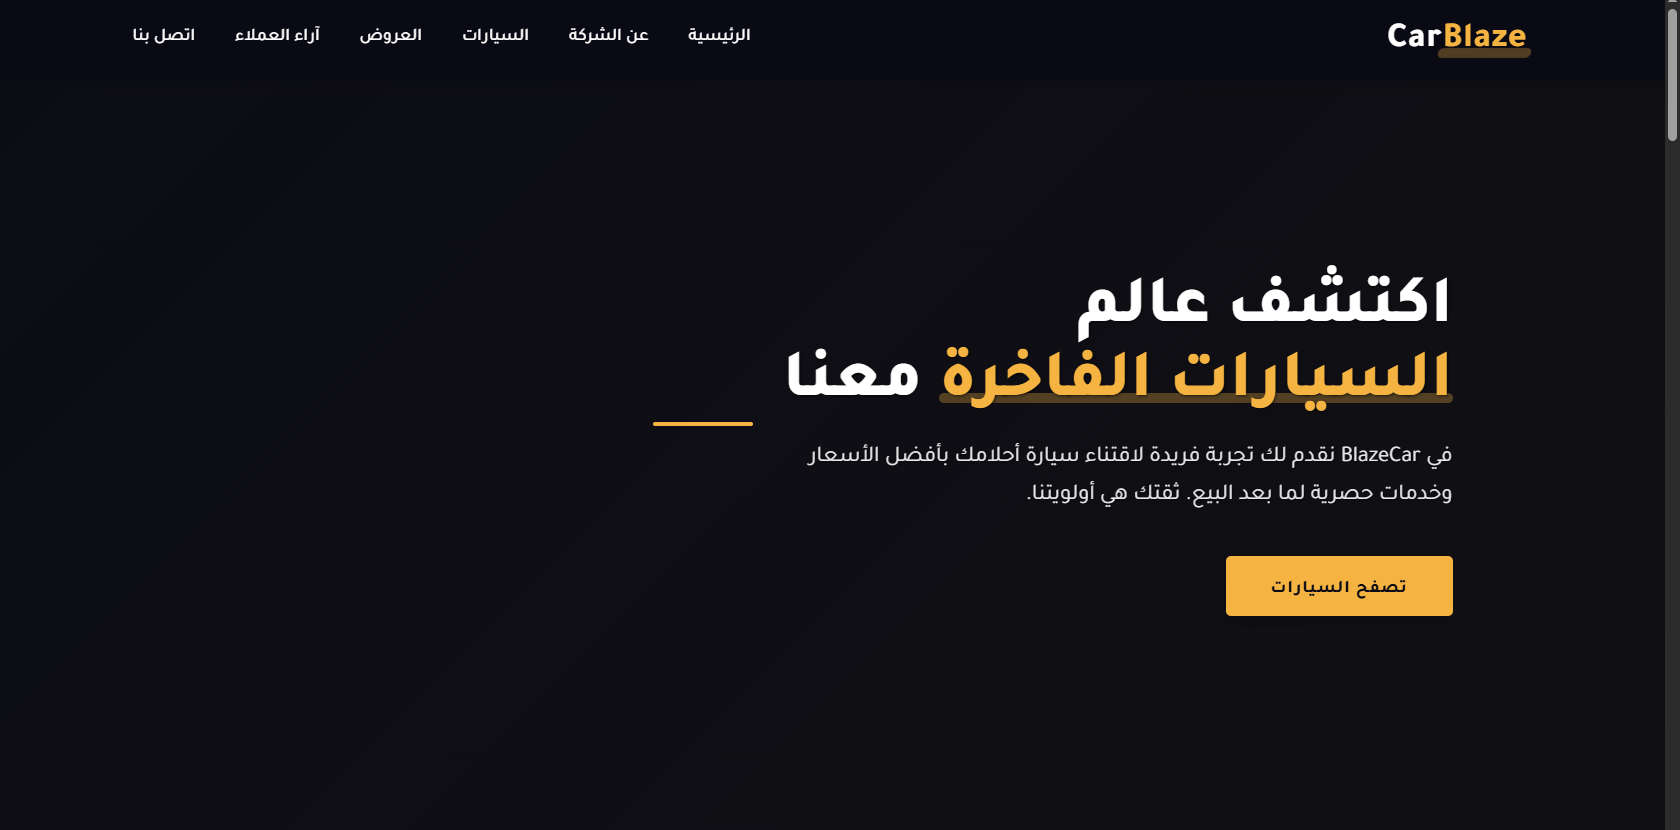 CarBlaze
الرئيسية
عن الشركة
السيارات
العروض
آراء العملاء
اتصل بنا
اكتشف عالم
السيارات الفاخرة معنا
في BlazeCar نقدم لك تجربة فريدة لاقتناء سيارة أحلامك بأفضل الأسعار
وخدمات حصرية لما بعد البيع. ثقتك هي أولويتنا.
تصفح السيارات